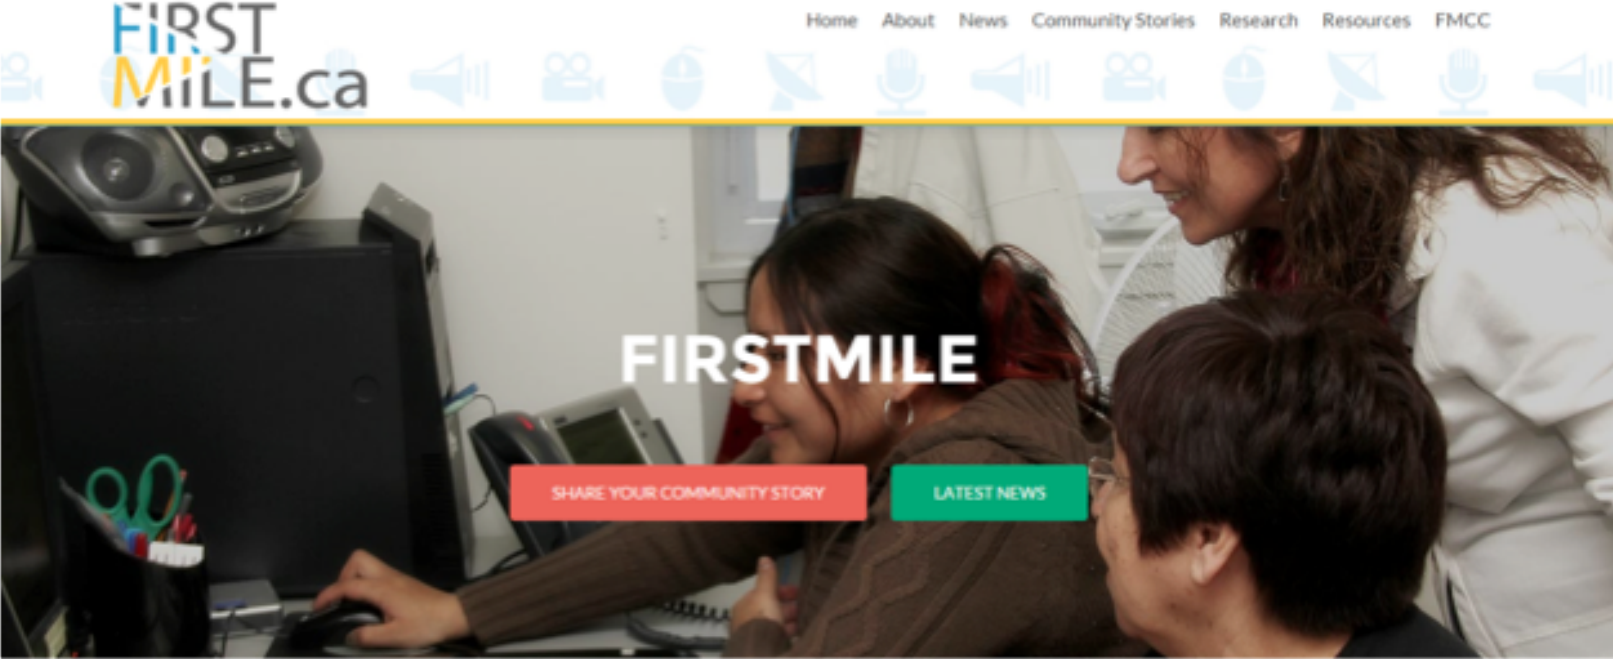 FiRST
MiLE.ca
Home About News Community Stories Research Resources FMCC
FIRSTMILE
SHARE YOUR COMMUNITY STORY LATEST NEWS